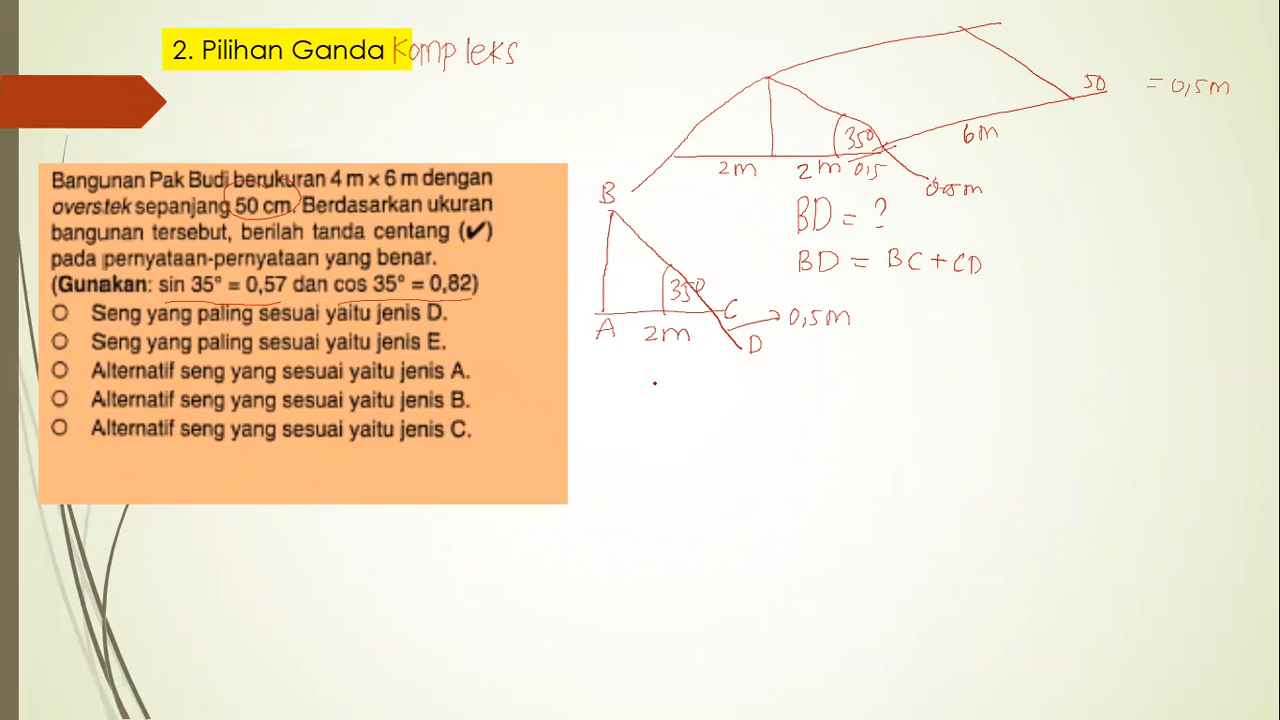 2. Pilihan Ganda Kompleks
Bangunan Pak Budi berukuran 4 m × 6 m dengan
overstek sepanjang 50 cm. Berdasarkan ukuran
bangunan tersebut, berilah tanda centang (✔)
pada pernyataan-pernyataan yang benar.
(Gunakan: sin 35° = 0,57 dan cos 35° = 0,82)
Seng yang paling sesuai yaitu jenis D.
Seng yang paling sesuai yaitu jenis E.
Alternatif seng yang sesuai yaitu jenis A.
Alternatif seng yang sesuai yaitu jenis B.
Alternatif seng yang sesuai yaitu jenis C.
50 = 0,5m
35°
6m
2m 2m 0,5
0,5m
B
35°
A 2m C
0,5m
D
BD = ?
BD = BC + CD